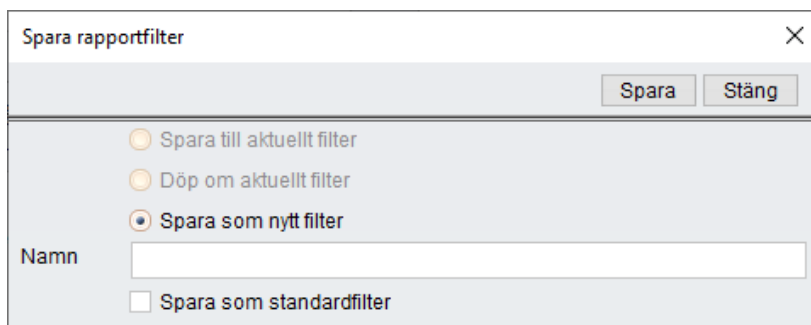 Spara rapportfilter
Spara Stäng
Spara till aktuellt filter
Döp om aktuellt filter
Spara som nytt filter
Namn
Spara som standardfilter